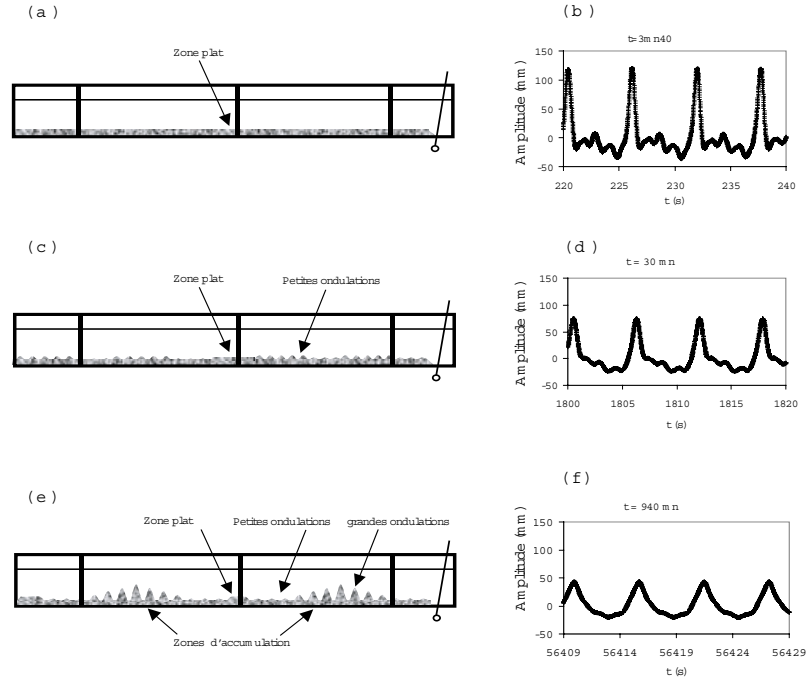 (a)
Zone plat
(b)
t=3mn40
Amplitude (mm)
150
100
50
0
-50
220 225 230 235 240
t (s)
(c)
Zone plat
Petites ondulations
(d)
t= 30 mn
Amplitude (mm)
150
100
50
0
-50
1800 1805 1810 1815 1820
t (s)
(e)
Zone plat
Petites ondulations
grandes ondulations
Zones d'accumulation
(f)
t= 940 mn
Amplitude (mm)
150
100
50
0
-50
56409 56414 56419 56424 56429
t (s)